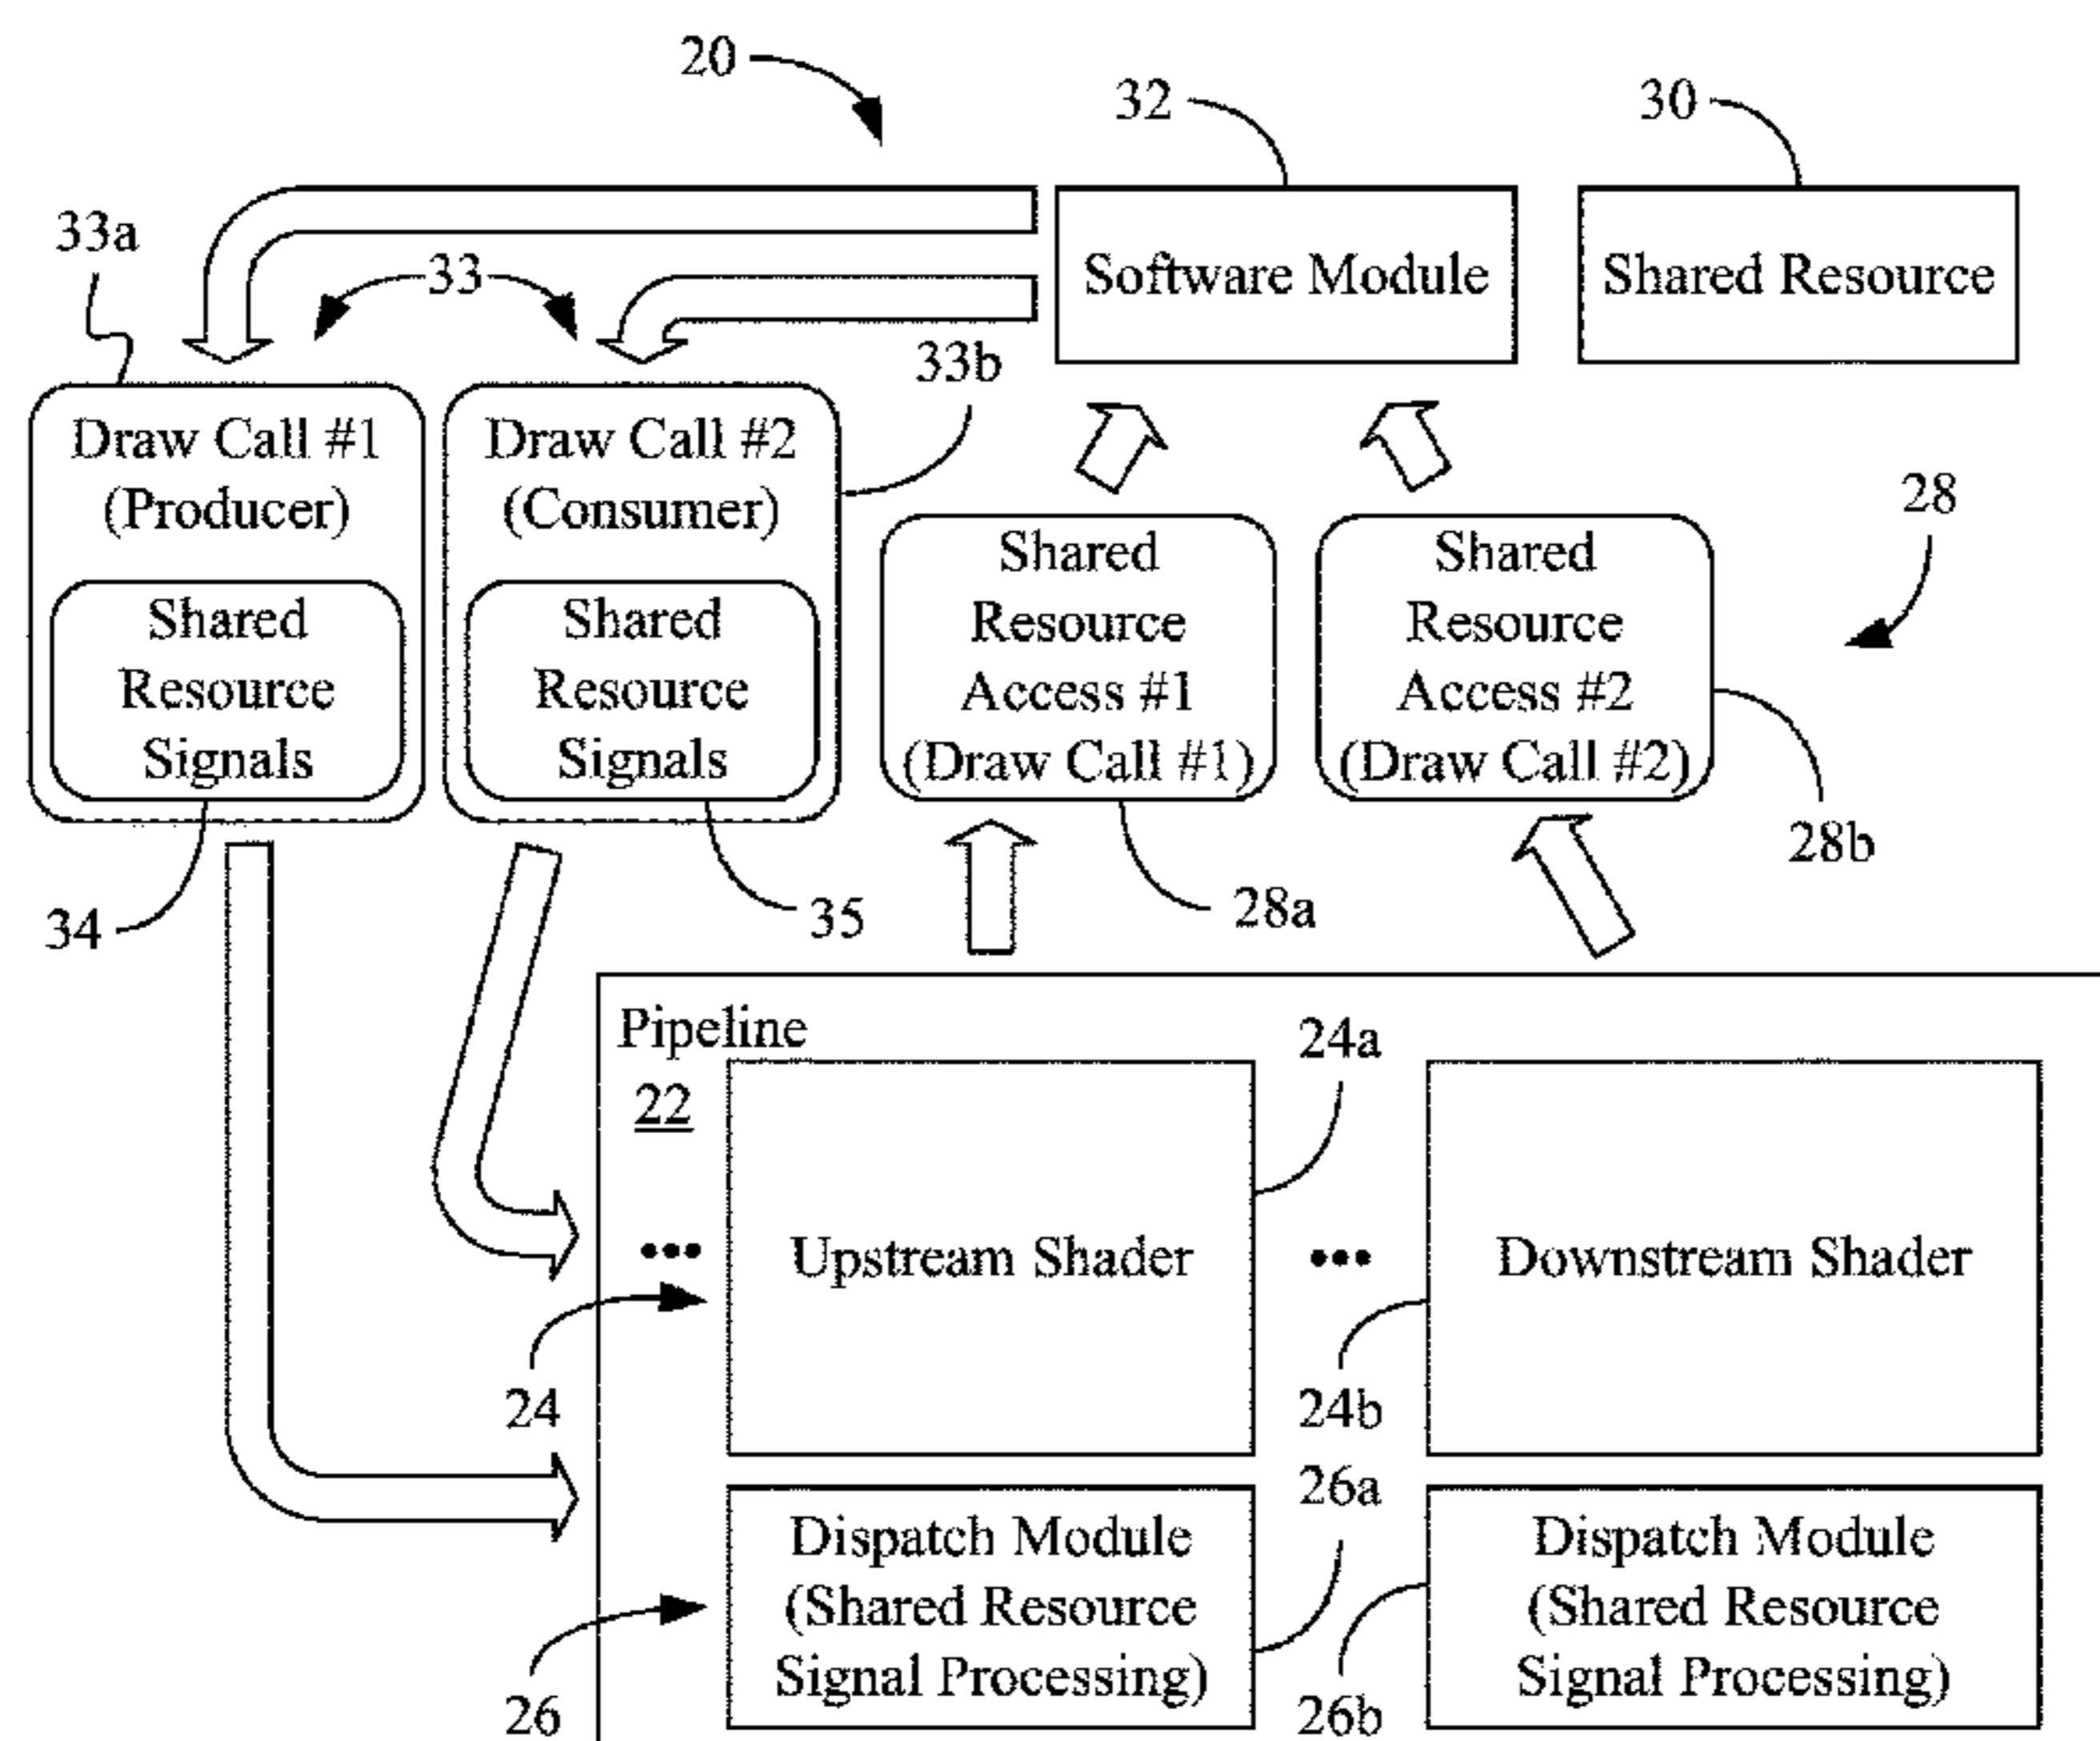 20
32
30
33a
33
Software Module
Shared Resource
33b
Draw Call #1
(Producer)
Shared
Resource
Signals
Draw Call #2
(Consumer)
Shared
Resource
Signals
Shared
Resource
Access #1
(Draw Call #1)
Shared
Resource
Access #2
(Draw Call #2)
28
28b
34
35
28a
Pipeline
22
24a
Upstream Shader
Downstream Shader
24
24b
26a
Dispatch Module
(Shared Resource
Signal Processing)
Dispatch Module
(Shared Resource
Signal Processing)
26
26b